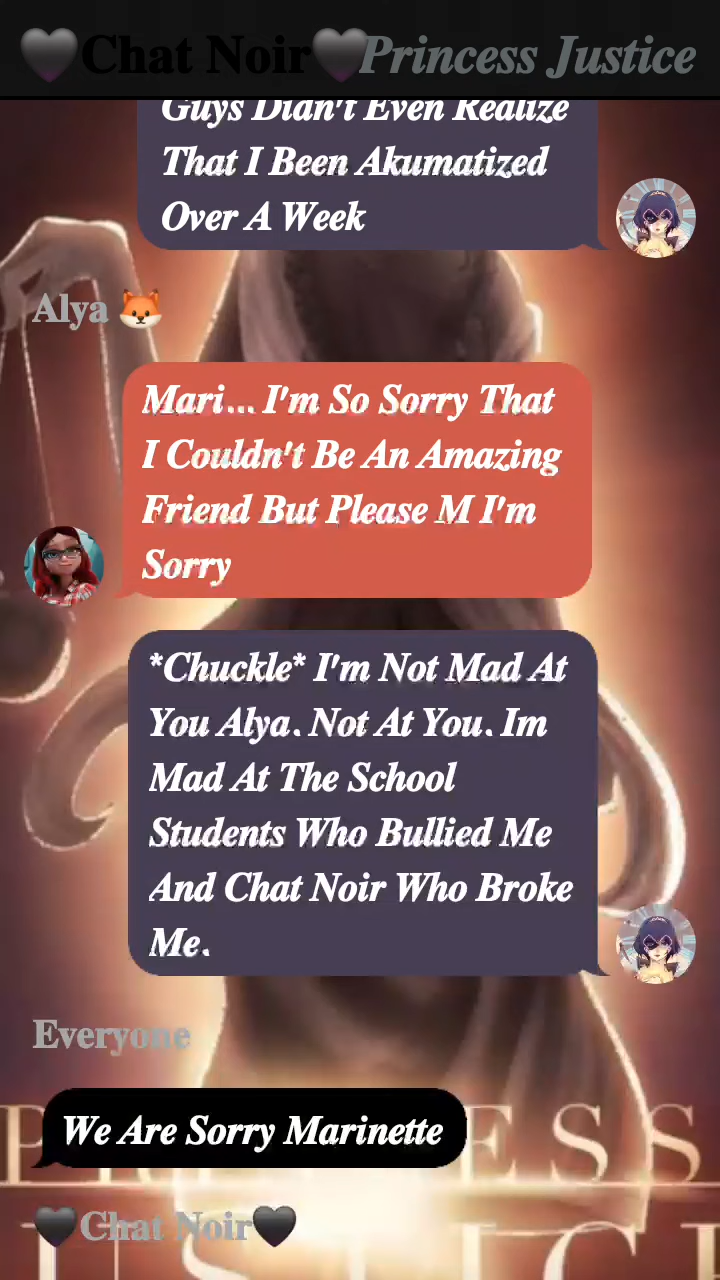 🖤Chat Noir🖤 Princess Justice
Guys Didn't Even Realize
That I Been Akumatized
Over A Week
Alya 🦊
Mari... I'm So Sorry That
I Couldn't Be An Amazing
Friend But Please M I'm
Sorry
*Chuckle* I'm Not Mad At
You Alya. Not At You. Im
Mad At The School
Students Who Bullied Me
And Chat Noir Who Broke
Me.
Everyone
We Are Sorry Marinette
🖤Chat Noir🖤